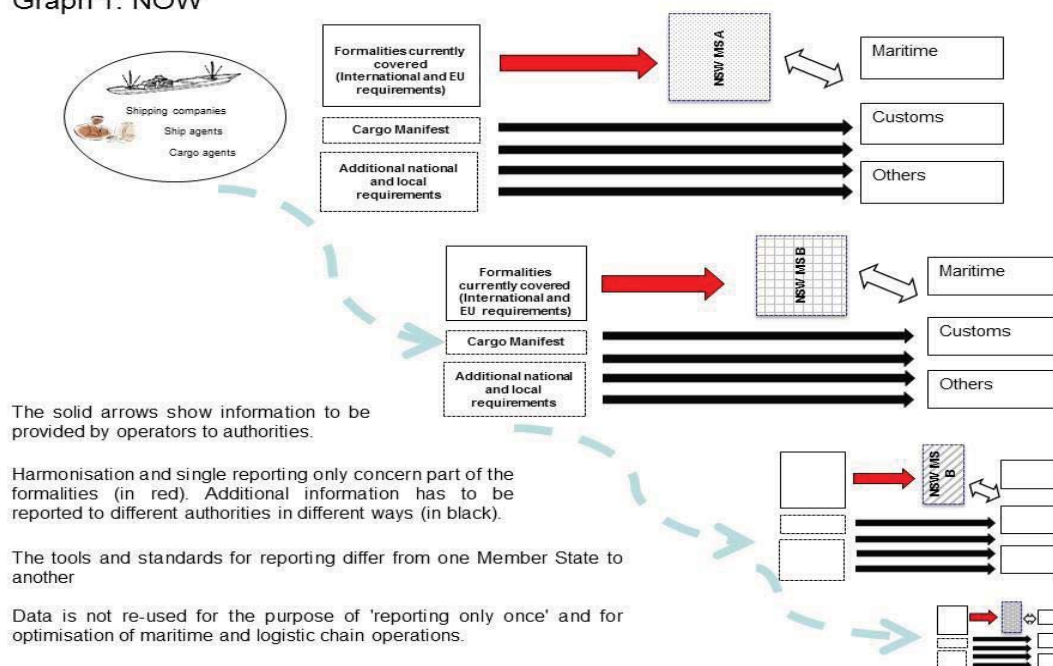 Graph 1: NOW
Formalities currently
covered
(International and EU
requirements)
NSW MS A
Maritime
Shipping companies
Ship agents
Cargo agents
Cargo Manifest
Customs
Additional national
and local
requirements
Others
Formalities
currently covered
(International and
EU requirements)
NSW MS B
Maritime
Cargo Manifest
Customs
Additional national
and local
requirements
Others
The solid arrows show information to be
provided by operators to authorities.
Harmonisation and single reporting only concern part of the
formalities (in red). Additional information has to be
reported to different authorities in different ways (in black).
NSW MS
B
The tools and standards for reporting differ from one Member State to
another
Data is not re-used for the purpose of 'reporting only once' and for
optimisation of maritime and logistic chain operations.